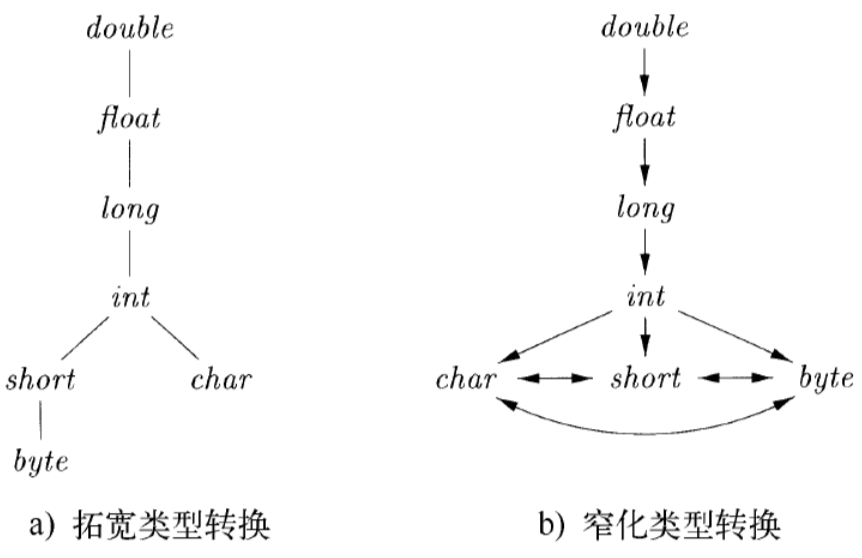 double
float
long
int
short char
byte
a) 拓宽类型转换
double
float
long
int
char short byte
b) 窄化类型转换